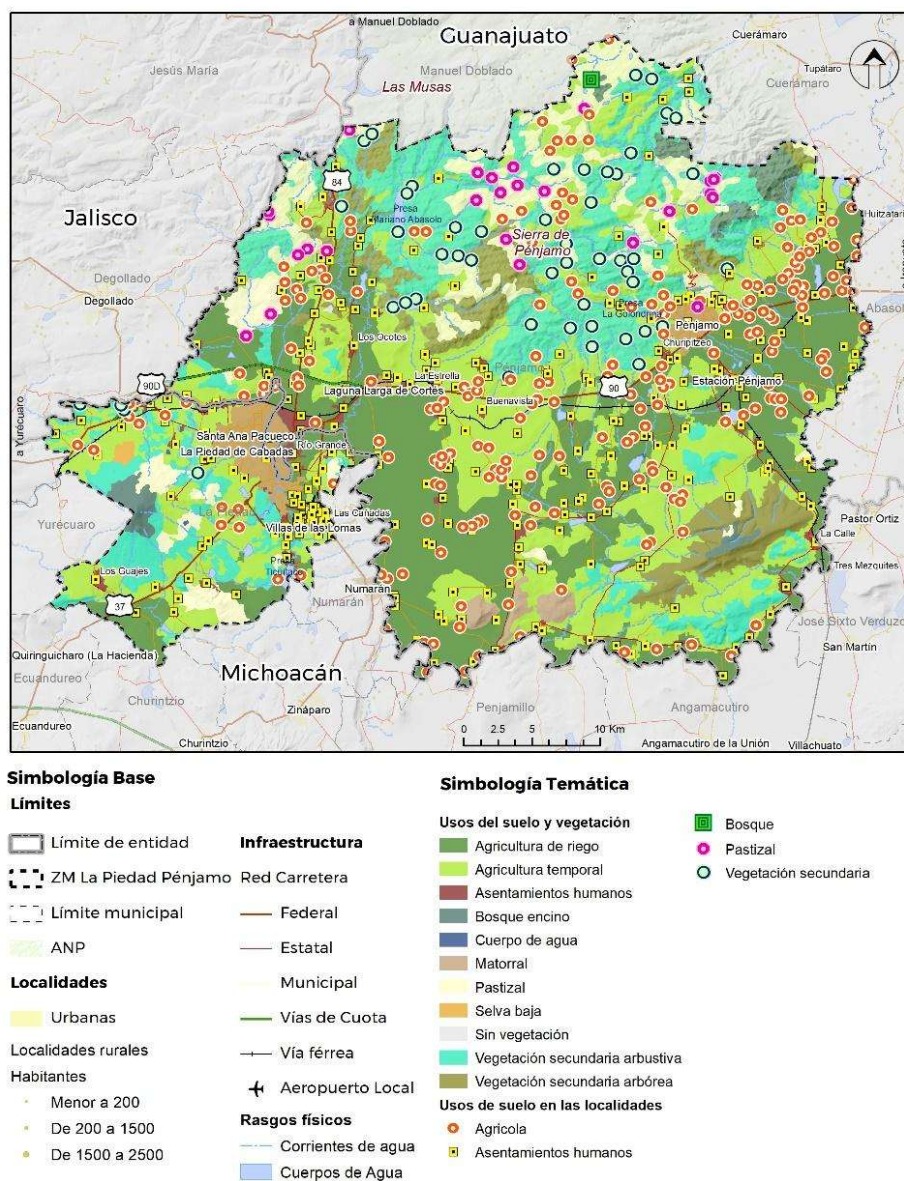 a Manuel Doblado
Guanajuato
Cuerámaro
Jesús María
Manuel Doblado
Tupátaro
Las Musas
Cuerámaro
84
Jalisco
Presa
Mariano Abasolo
Huitzatari
Sierra de
Pénjamo
Degollado
Degollado
Presa
La Golondrina
Abasol
Pénjamo
Churipitzeo
Los Ocotes
Pénjamo
La Estrella
90D
90
Estación Pénjamo
Laguna Larga de Cortés
Buenavista
a Yurécuaro
Santa Ana Pacueco
Río Grande
La Piedad de Cabadas
Yurécuaro
La Piedad
Las Cañadas
Villas de las Lomas
Pastor Ortiz
La Calle
Presa
Ticuítaco
Los Guajes
Tres Mezquites
Numarán
Numarán
37
José Sixto Verduzco
Quiringuicharo (La Hacienda)
San Martín
Michoacán
Ecuandureo
Churintzio
Penjamillo
Angamacutiro
Zináparo
Ecuandureo
0 2.5 5 10 Km
Churintzio
Angamacutiro de la Unión
Villachuato
Simbología Base
Límites
Límite de entidad
ZM La Piedad Pénjamo
Límite municipal
ANP
Localidades
Urbanas
Localidades rurales
Habitantes
Menor a 200
De 200 a 1500
De 1500 a 2500
Infraestructura
Red Carretera
Federal
Estatal
Municipal
Vías de Cuota
Vía férrea
Aeropuerto Local
Rasgos físicos
Corrientes de agua
Cuerpos de Agua
Simbología Temática
Usos del suelo y vegetación
Agricultura de riego
Agricultura temporal
Asentamientos humanos
Bosque encino
Cuerpo de agua
Matorral
Pastizal
Selva baja
Sin vegetación
Vegetación secundaria arbustiva
Vegetación secundaria arbórea
Usos de suelo en las localidades
Agricola
Asentamientos humanos
Bosque
Pastizal
Vegetación secundaria